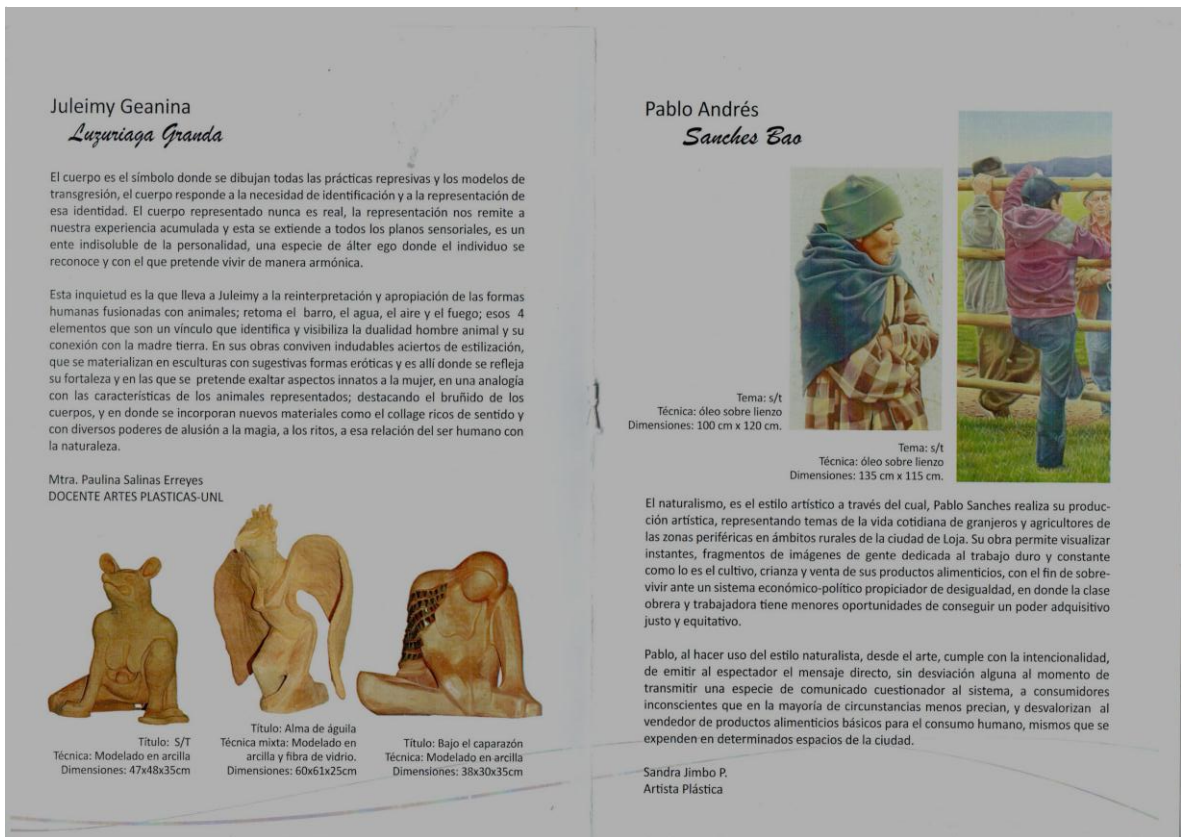 Juleimy Geanina
Luzuriaga Granda
El cuerpo es el símbolo donde se dibujan todas las prácticas represivas y los modelos de
transgresión, el cuerpo responde a la necesidad de identificación y a la representación de
esa identidad. El cuerpo representado nunca es real, la representación nos remite a
nuestra experiencia acumulada y esta se extiende a todos los planos sensoriales, es un
ente indisoluble de la personalidad, una especie de álter ego donde el individuo se
reconoce y con el que pretende vivir de manera armónica.
Esta inquietud es la que lleva a Juleimy a la reinterpretación y apropiación de las formas
humanas fusionadas con animales; retoma el barro, el agua, el aire y el fuego; esos 4
elementos que son un vínculo que identifica y visibiliza la dualidad hombre animal y su
conexión con la madre tierra. En sus obras conviven indudables aciertos de estilización,
que se materializan en esculturas con sugestivas formas eróticas y es allí donde se refleja
su fortaleza y en las que se pretende exaltar aspectos innatos a la mujer, en una analogía
con las características de los animales representados; destacando el bruñido de los
cuerpos, y en donde se incorporan nuevos materiales como el collage ricos de sentido y
con diversos poderes de alusión a la magia, a los ritos, a esa relación del ser humano con
la naturaleza.
Mtra. Paulina Salinas Erreyes
DOCENTE ARTES PLASTICAS-UNL
Título: S/T
Técnica: Modelado en arcilla
Dimensiones: 47x48x35cm
Título: Alma de águila
Técnica mixta: Modelado en
arcilla y fibra de vidrio.
Dimensiones: 60x61x25cm
Título: Bajo el caparazón
Técnica: Modelado en arcilla
Dimensiones: 38x30x35cm
Pablo Andrés
Sanches Bao
Tema: s/t
Técnica: óleo sobre lienzo
Dimensiones: 100 cm x 120 cm.
Tema: s/t
Técnica: óleo sobre lienzo
Dimensiones: 135 cm x 115 cm.
El naturalismo, es el estilo artístico a través del cual, Pablo Sanches realiza su produc-
ción artística, representando temas de la vida cotidiana de granjeros y agricultores de
las zonas periféricas en ámbitos rurales de la ciudad de Loja. Su obra permite visualizar
instantes, fragmentos de imágenes de gente dedicada al trabajo duro y constante
como lo es el cultivo, crianza y venta de sus productos alimenticios, con el fin de sobre-
vivir ante un sistema económico-político propiciador de desigualdad, en donde la clase
obrera y trabajadora tiene menores oportunidades de conseguir un poder adquisitivo
justo y equitativo.
Pablo, al hacer uso del estilo naturalista, desde el arte, cumple con la intencionalidad,
de emitir al espectador el mensaje directo, sin desviación alguna al momento de
transmitir una especie de comunicado cuestionador al sistema, a consumidores
inconscientes que en la mayoría de circunstancias menos precian, y desvalorizan al
vendedor de productos alimenticios básicos para el consumo humano, mismos que se
expenden en determinados espacios de la ciudad.
Sandra Jimbo P.
Artista Plástica